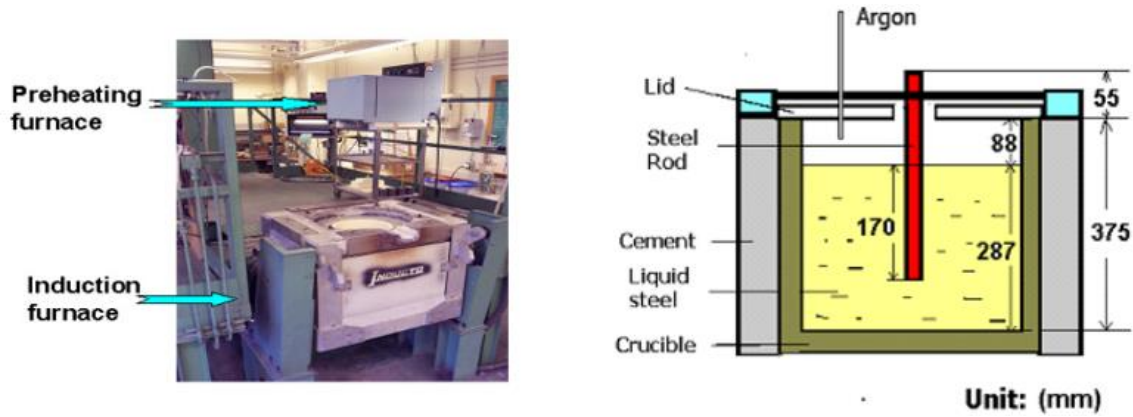 Preheating
furnace
Induction
furnace
INDUCTO
Argon
Lid
Steel
Rod
Cement
Liquid
steel
Crucible
55
88
170
287
375
Unit: (mm)